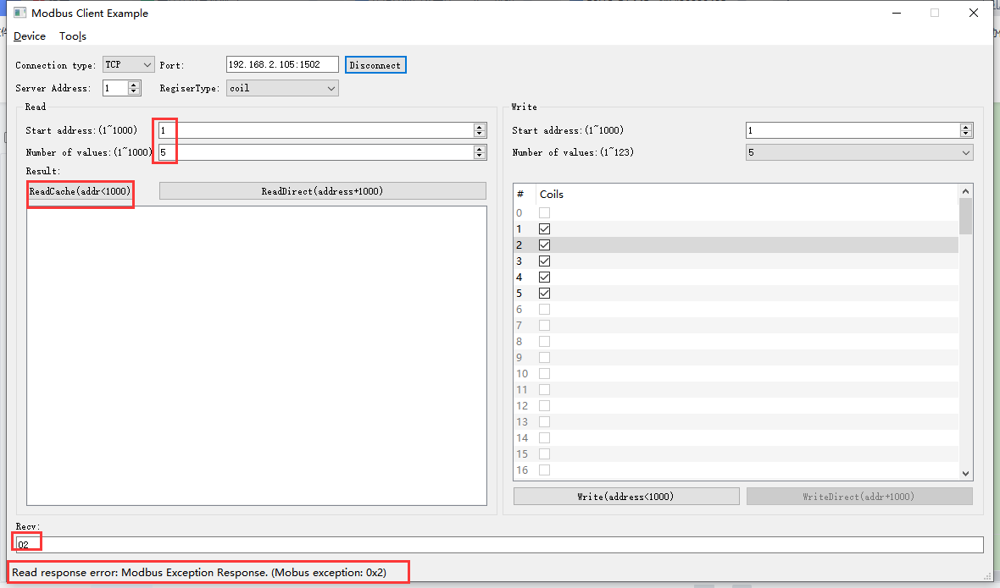 Modbus Client Example
Device Tools
Connection type: TCP Port: 192.168.2.105:1502 Disconnect
Server Address: 1 RegiserType: coil
Read
Start address:(1~1000) 1
Number of values:(1~1000) 5
Result:
ReadCache(addr<1000) ReadDirect(address+1000)
Write
Start address:(1~1000) 1
Number of values:(1~123) 5
# Coils
0
1
2
3
4
5
6
7
8
9
10
11
12
13
14
15
16
Write(address<1000) WriteDirect(addr+1000)
Recv:
02
Read response error: Modbus Exception Response. (Mobus exception: 0x2)